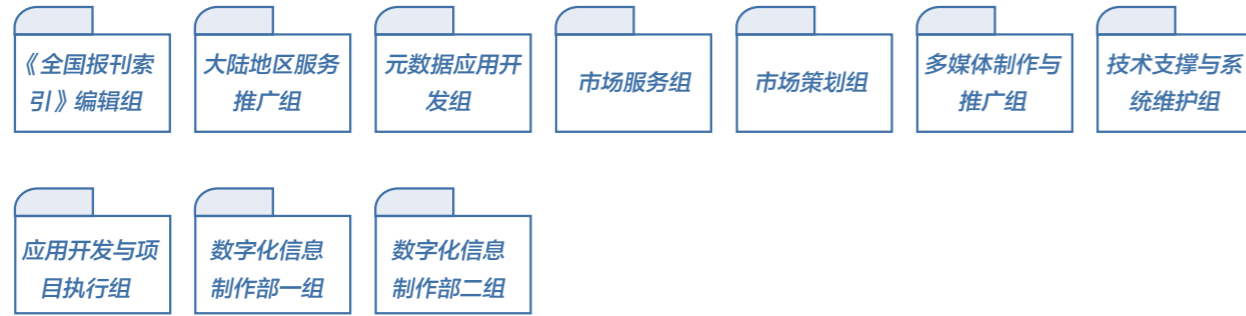 《全国报刊索
引》编辑组
大陆地区服务
推广组
元数据应用开
发组
市场服务组
市场策划组
多媒体制作与
推广组
技术支撑与系
统维护组
应用开发与项
目执行组
数字化信息
制作部一组
数字化信息
制作部二组